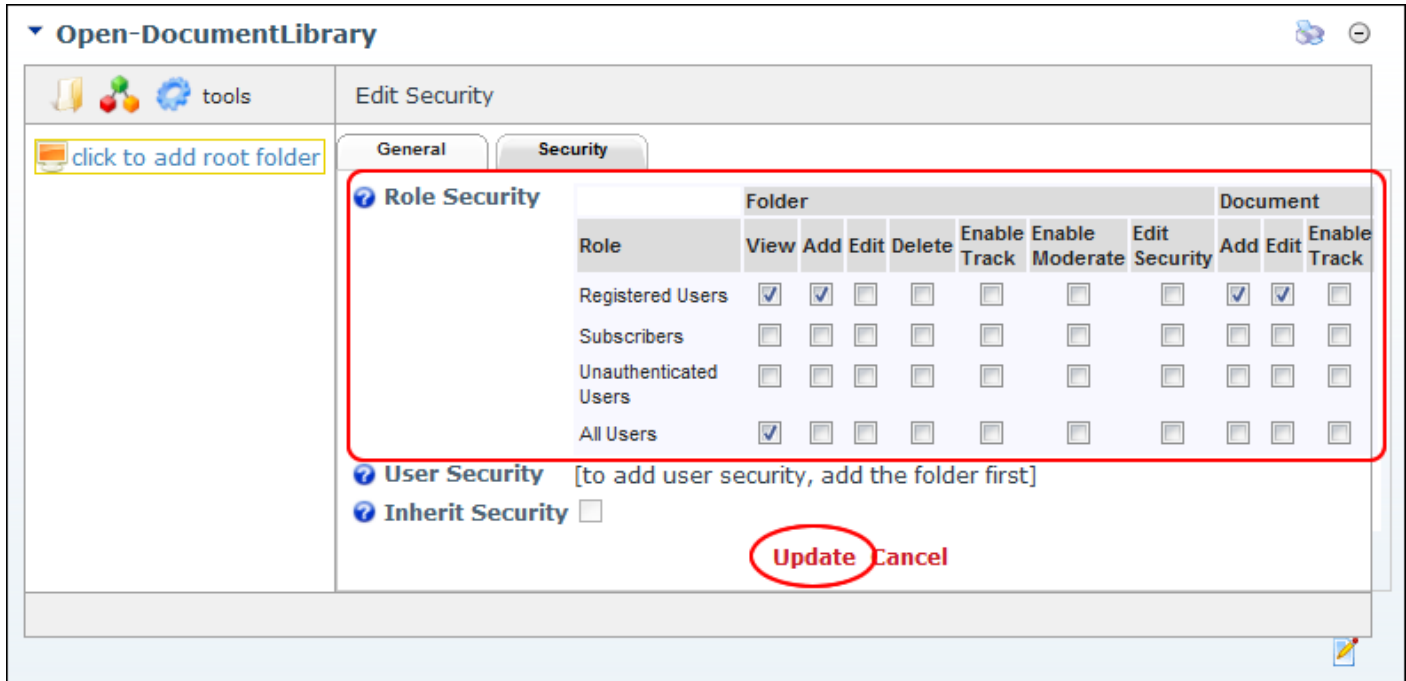 Open-DocumentLibrary
tools
Edit Security
click to add root folder
General Security
Role Security
Folder Document
Role View Add Edit Delete Enable Track Enable Moderate Edit Security Add Edit Enable Track
Registered Users
Subscribers
Unauthenticated
Users
All Users
User Security [to add user security, add the folder first]
Inherit Security
Update Cancel